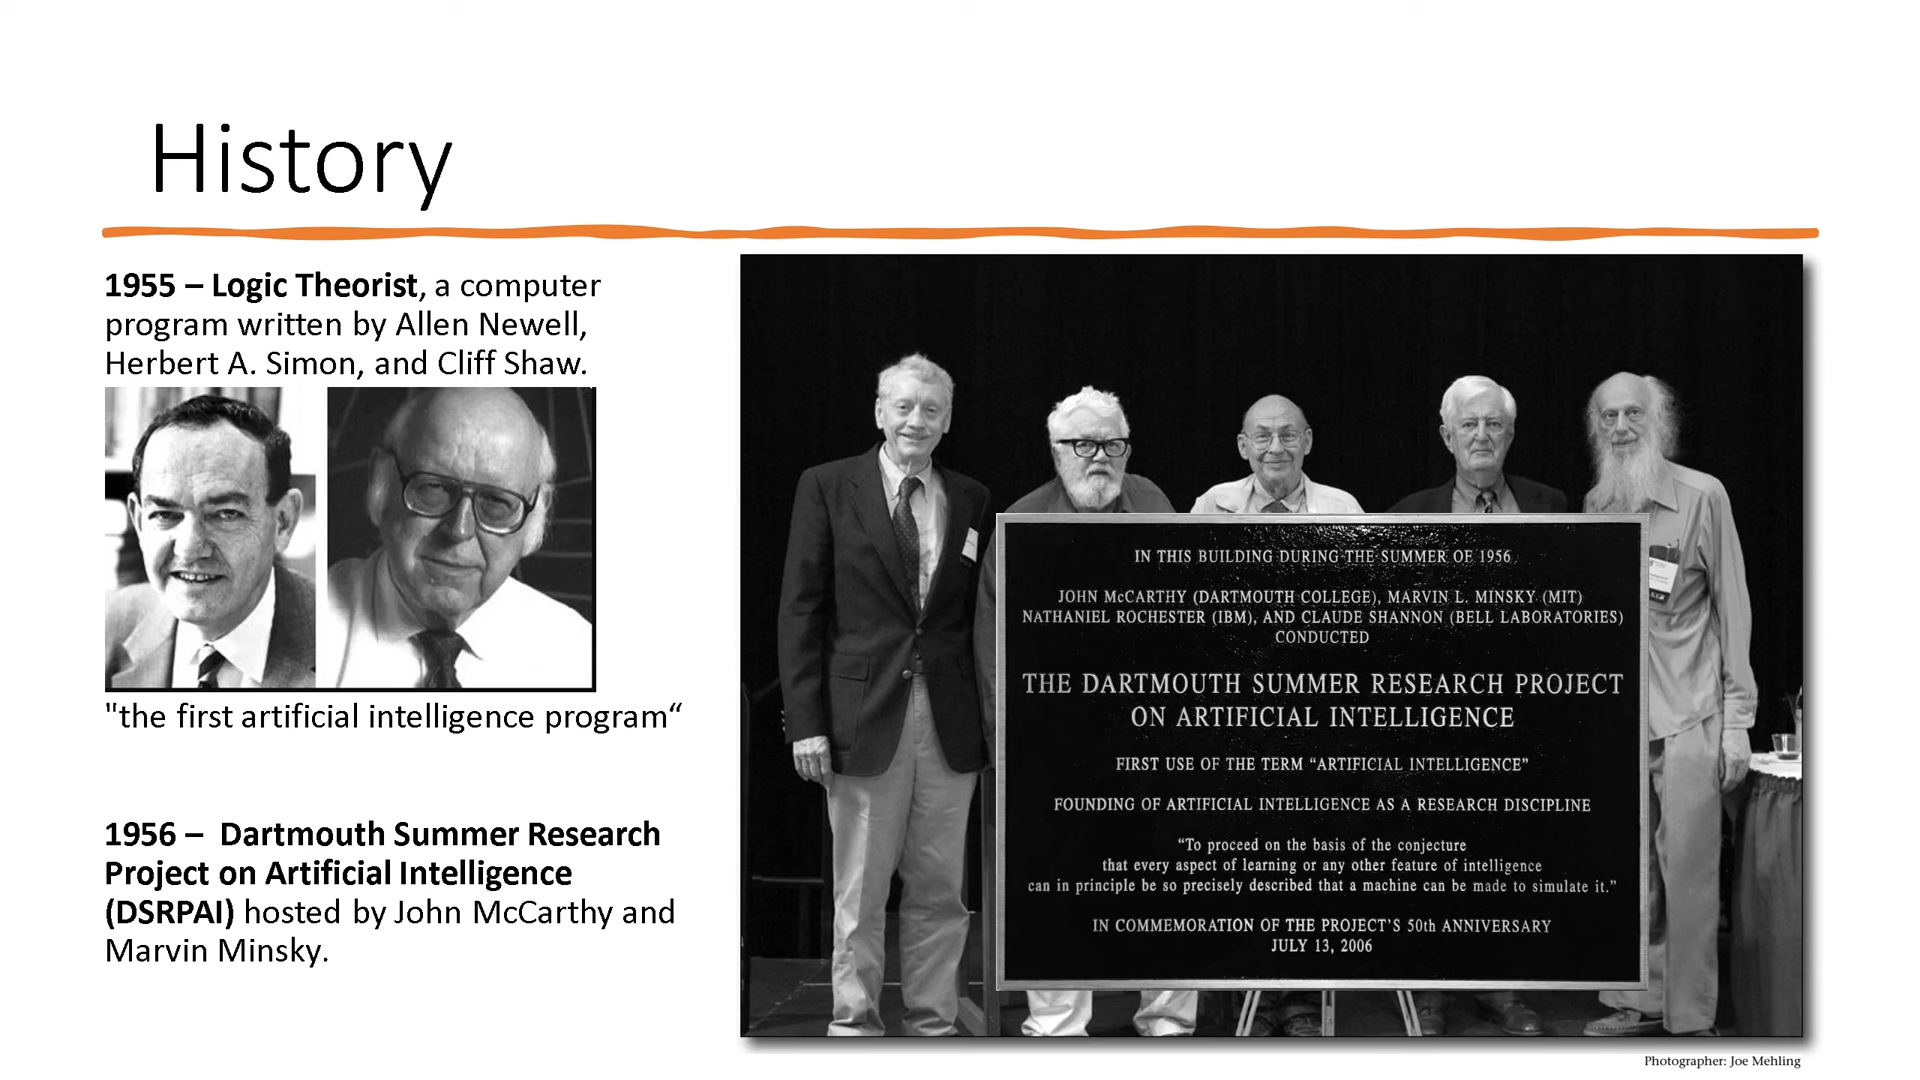 History
1955 – Logic Theorist, a computer
program written by Allen Newell,
Herbert A. Simon, and Cliff Shaw.
"the first artificial intelligence program“
1956 –  Dartmouth Summer Research
Project on Artificial Intelligence
(DSRPAI) hosted by John McCarthy and
Marvin Minsky.
IN THIS BUILDING DURING THE SUMMER OF 1956
JOHN McCARTHY (DARTMOUTH COLLEGE), MARVIN L. MINSKY (MIT)
NATHANIEL ROCHESTER (IBM), AND CLAUDE SHANNON (BELL LABORATORIES)
CONDUCTED
THE DARTMOUTH SUMMER RESEARCH PROJECT
ON ARTIFICIAL INTELLIGENCE
FIRST USE OF THE TERM “ARTIFICIAL INTELLIGENCE”
FOUNDING OF ARTIFICIAL INTELLIGENCE AS A RESEARCH DISCIPLINE
“To proceed on the basis of the conjecture
that every aspect of learning or any other feature of intelligence
can in principle be so precisely described that a machine can be made to simulate it.”
IN COMMEMORATION OF THE PROJECT’S 50th ANNIVERSARY
JULY 13, 2006
Photographer: Joe Mehling